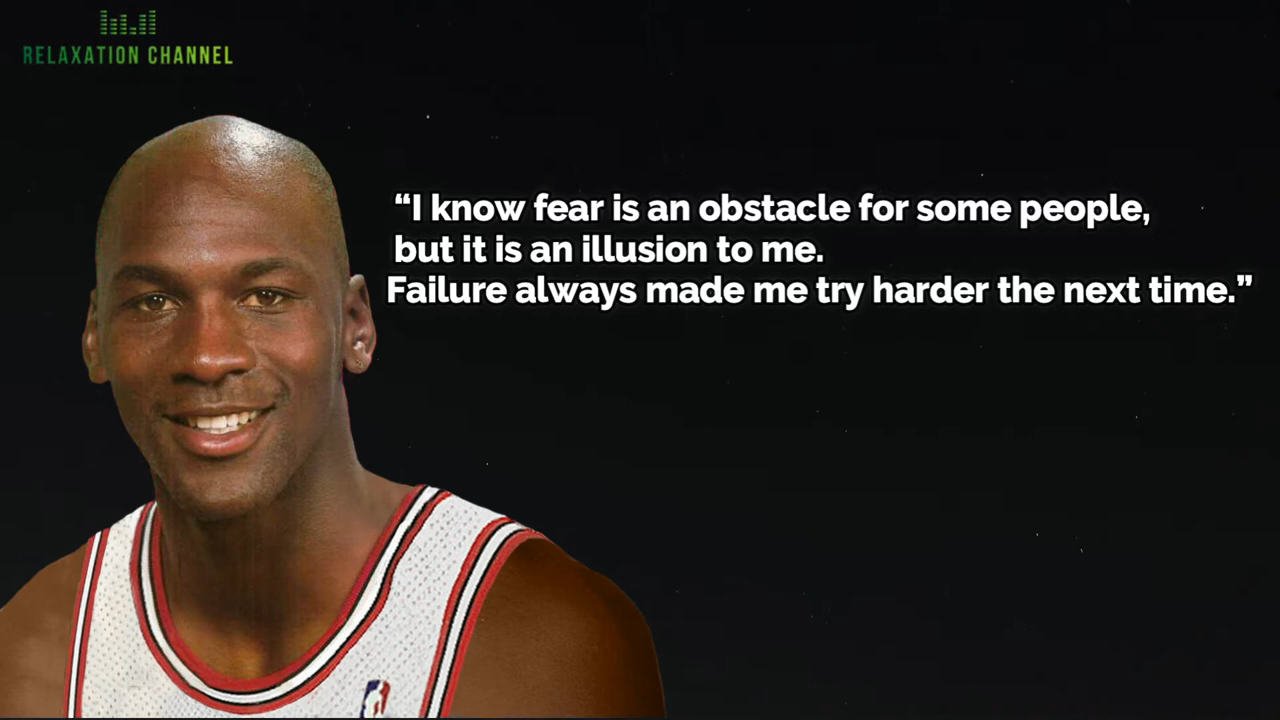 RELAXATION CHANNEL
“I know fear is an obstacle for some people,
but it is an illusion to me.
Failure always made me try harder the next time.”